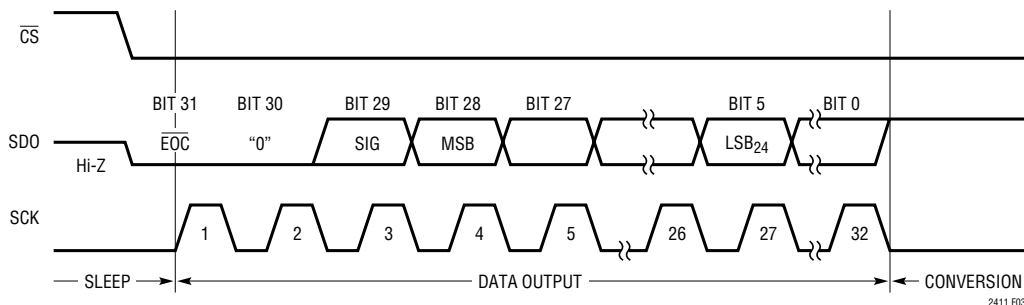 CS
BIT 31 BIT 30 BIT 29 BIT 28 BIT 27 BIT 5 BIT 0
SDO EOC “0” SIG MSB LSB24
Hi-Z
SCK
1 2 3 4 5 26 27 32
SLEEP DATA OUTPUT CONVERSION
2411 F03